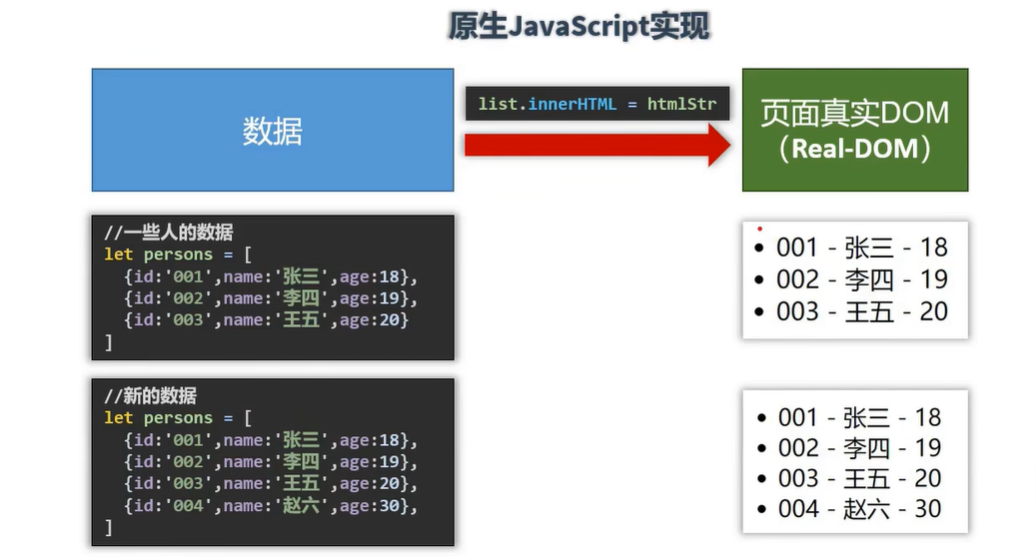 原生JavaScript实现
数据
list.innerHTML = htmlStr
页面真实DOM
（Real-DOM）
//一些人的数据
let persons = [
{id:'001',name:'张三',age:18},
{id:'002',name:'李四',age:19},
{id:'003',name:'王五',age:20}
]
• 001 - 张三 - 18
• 002 - 李四 - 19
• 003 - 王五 - 20
//新的数据
let persons = [
{id:'001',name:'张三',age:18},
{id:'002',name:'李四',age:19},
{id:'003',name:'王五',age:20},
{id:'004',name:'赵六',age:30},
]
• 001 - 张三 - 18
• 002 - 李四 - 19
• 003 - 王五 - 20
• 004 - 赵六 - 30